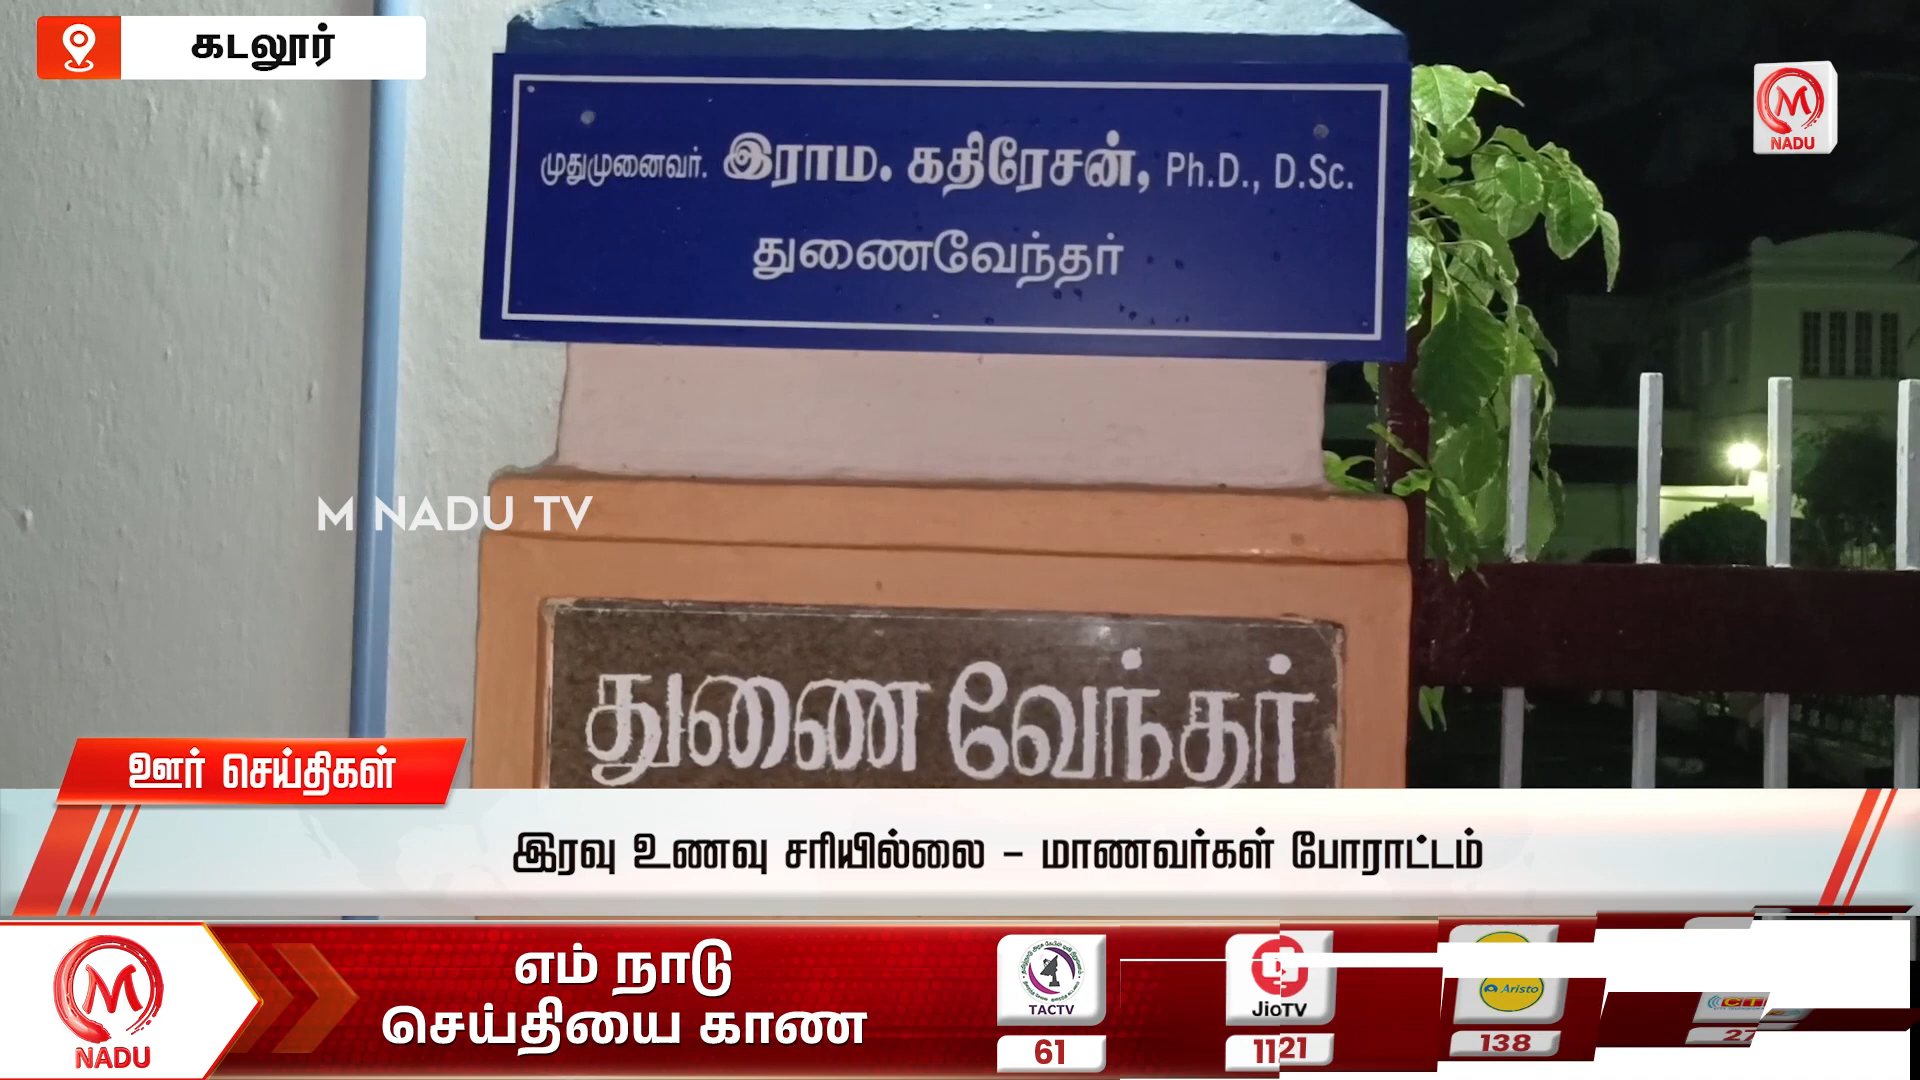 கடலூர்
M
NADU
முதுமுனைவர். இராம. கதிரேசன், Ph.D., D.Sc.
துணைவேந்தர்
M NADU TV
துணை வேந்தர்
ஊர் செய்திகள்
இரவு உணவு சரியில்லை – மாணவர்கள் போராட்டம்
M
NADU
எம் நாடு
செய்தியை காண
TACTV
61
JioTV
1121
Aristo
138